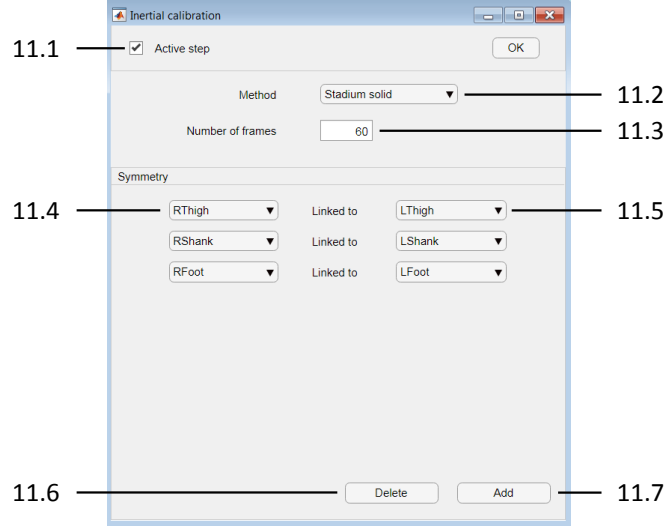 Inertial calibration
11.1 Active step OK
Method Stadium solid 11.2
Number of frames 60 11.3
Symmetry
11.4 RThigh Linked to LThigh 11.5
RShank Linked to LShank
RFoot Linked to LFoot
11.6 Delete Add 11.7